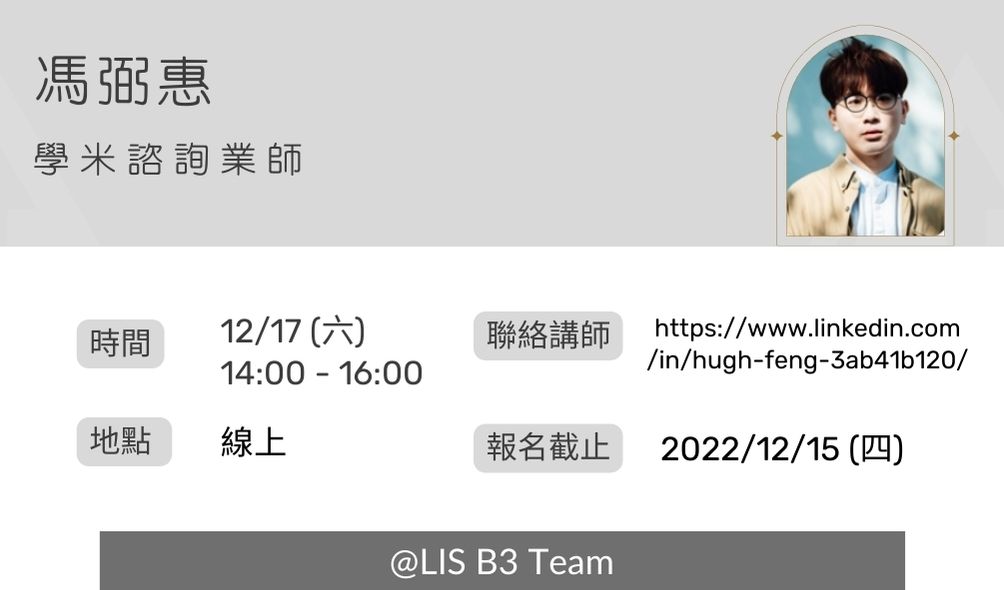 馮弼惠
學米諮詢業師
時間
12/17 (六)
14:00 - 16:00
聯絡講師
https://www.linkedin.com
/in/hugh-feng-3ab41b120/
地點
線上
報名截止
2022/12/15 (四)
@LIS B3 Team